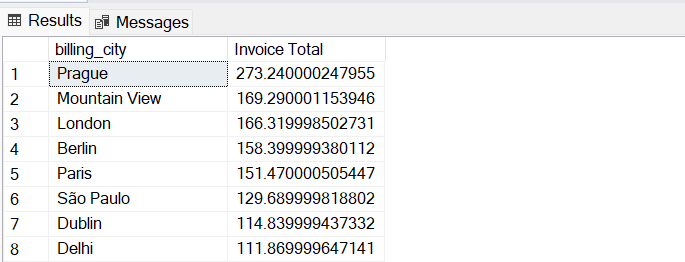 Results Messages
billing_city Invoice Total
1 Prague 273.240000247955
2 Mountain View 169.290001153946
3 London 166.319998502731
4 Berlin 158.399999380112
5 Paris 151.470000505447
6 São Paulo 129.689999818802
7 Dublin 114.839999437332
8 Delhi 111.869999647141